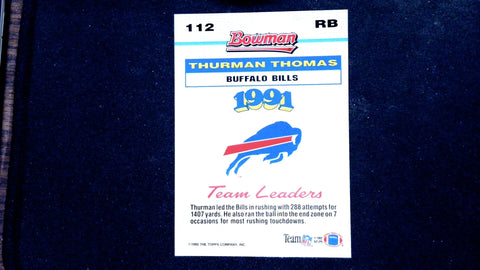 112 RB
Bowman
THURMAN THOMAS
BUFFALO BILLS
1991
Team Leaders
Thurman led the Bills in rushing with 288 attempts for
1407 yards. He also ran the ball into the end zone on 7
occasions for most rushing touchdowns.
THE TOPPS COMPANY, INC. Team NFL